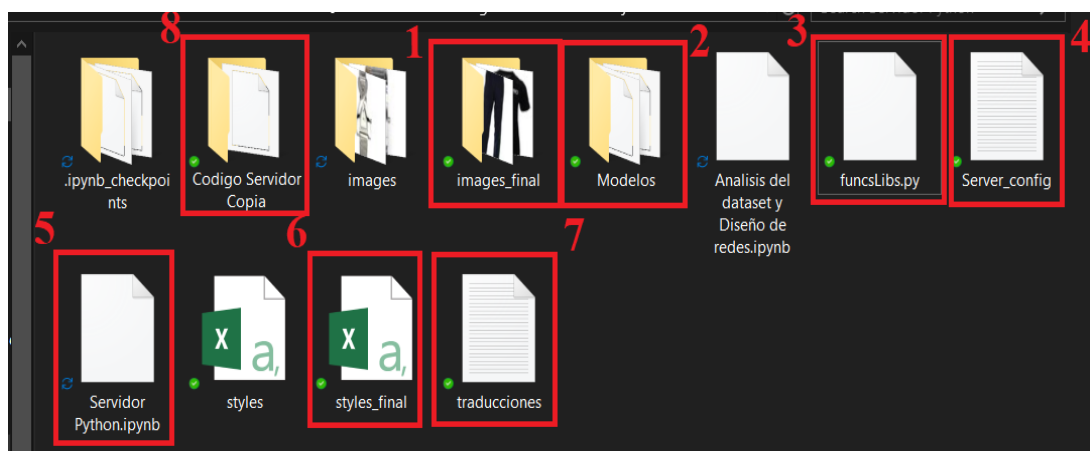 8
1
2
3
4
.ipynb_checkpoi
nts
Codigo Servidor
Copia
images
images_final
Modelos
Analisis del
dataset y
Diseño de
redes.ipynb
funcsLibs.py
Server_config
5
6
7
Servidor
Python.ipynb
styles
styles_final
traducciones